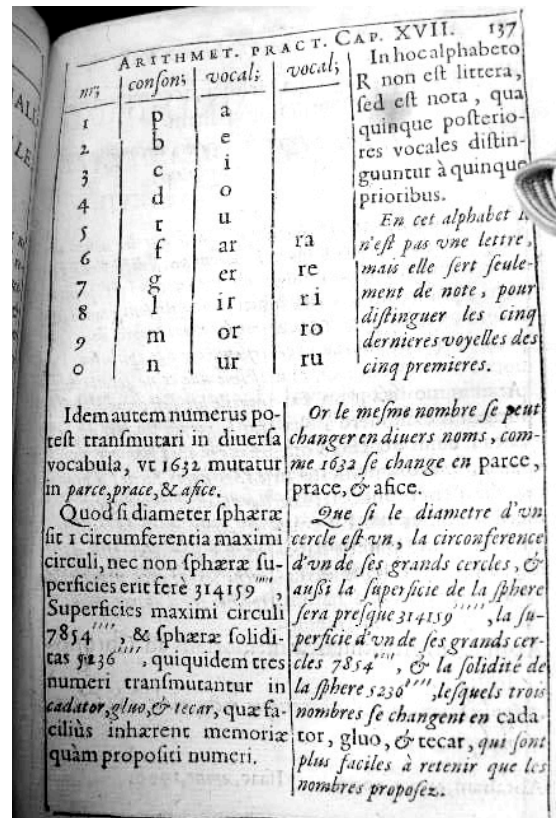 ARITHMET. PRACT. CAP. XVII. 137
nr; conſon; vocal; vocal;
1 p a
2 b e
3 c i
4 d o
5 t u
6 f ar ra
7 g er re
8 l ir ri
9 m or ro
0 n ur ru
In hoc alphabeto
R non eſt littera,
ſed eſt nota, qua
quinque poſterio-
res vocales diſtin-
guuntur à quinque
prioribus.
En cet alphabet
n'eſt pas vne lettre,
mais elle ſert ſeule-
ment de note, pour
diſtinguer les cinq
dernieres voyelles des
cinq premieres.
Idem autem numerus po-
teſt tranſmutari in diuerſa
vocabula, vt 1632 mutatur
in parce, prace, & afice.
Quod ſi diameter ſphæræ
ſit 1 circumferentia maximi
circuli, nec non ſphæræ ſu-
perficies erit ferè 314159''''',
Superficies maximi circuli
7854'''', & ſphæræ ſolidi-
tas 5236'''', quiquidem tres
numeri tranſmutantur in
cadator, gluo, & tecar, quæ fa-
ciliùs inhærent memoriæ
quàm propoſiti numeri.
Or le meſme nombre ſe peut
changer en diuers noms, com-
me 1632 ſe change en parce,
prace, & afice.
Que ſi le diametre d'vn
cercle eſt vn, la circonference
d'vn de ſes grands cercles, &
auſſi la ſuperficie de la ſphere
ſera preſque 314159''''', la ſu-
perficie d'vn de ſes grands cer-
cles 7854'''', & la ſolidité de
la ſphere 5236'''', leſquels trois
nombres ſe changent en cada-
tor, gluo, & tecar, qui ſont
plus faciles à retenir que les
nombres propoſez.